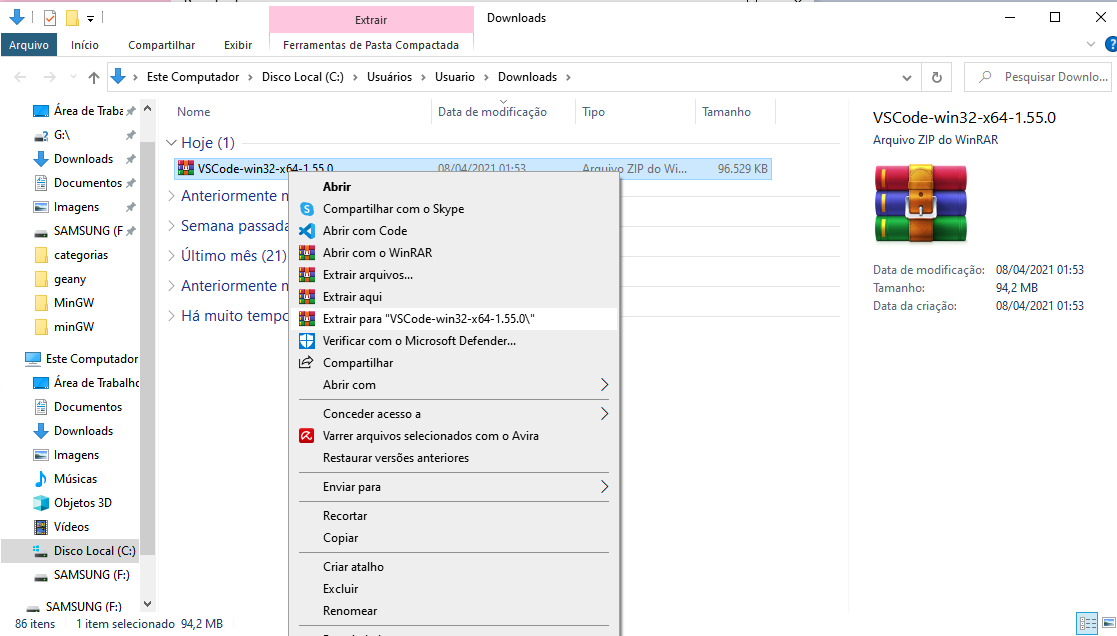 Extrair
Downloads
Arquivo
Início
Compartilhar
Exibir
Ferramentas de Pasta Compactada
Este Computador
Disco Local (C:)
Usuários
Usuario
Downloads
Pesquisar Downlo...
Nome
Data de modificação
Tipo
Tamanho
Hoje (1)
VSCode-win32-x64-1.55.0
08/04/2021 01:53
Arquivo ZIP do Wi...
96.529 KB
Anteriormente n
Semana passada
Último mês (21)
Anteriormente n
Há muito tempo
Área de Traba
G:\
Downloads
Documentos
Imagens
SAMSUNG (F
categorias
geany
MinGW
minGW
Este Computador
Área de Trabalho
Documentos
Downloads
Imagens
Músicas
Objetos 3D
Vídeos
Disco Local (C:)
SAMSUNG (F:)
SAMSUNG (F:)
Abrir
Compartilhar com o Skype
Abrir com Code
Abrir com o WinRAR
Extrair arquivos...
Extrair aqui
Extrair para "VSCode-win32-x64-1.55.0\"
Verificar com o Microsoft Defender...
Compartilhar
Abrir com
Conceder acesso a
Varrer arquivos selecionados com o Avira
Restaurar versões anteriores
Enviar para
Recortar
Copiar
Criar atalho
Excluir
Renomear
VSCode-win32-x64-1.55.0
Arquivo ZIP do WinRAR
Data de modificação: 08/04/2021 01:53
Tamanho: 94,2 MB
Data da criação: 08/04/2021 01:53
86 itens
1 item selecionado 94,2 MB